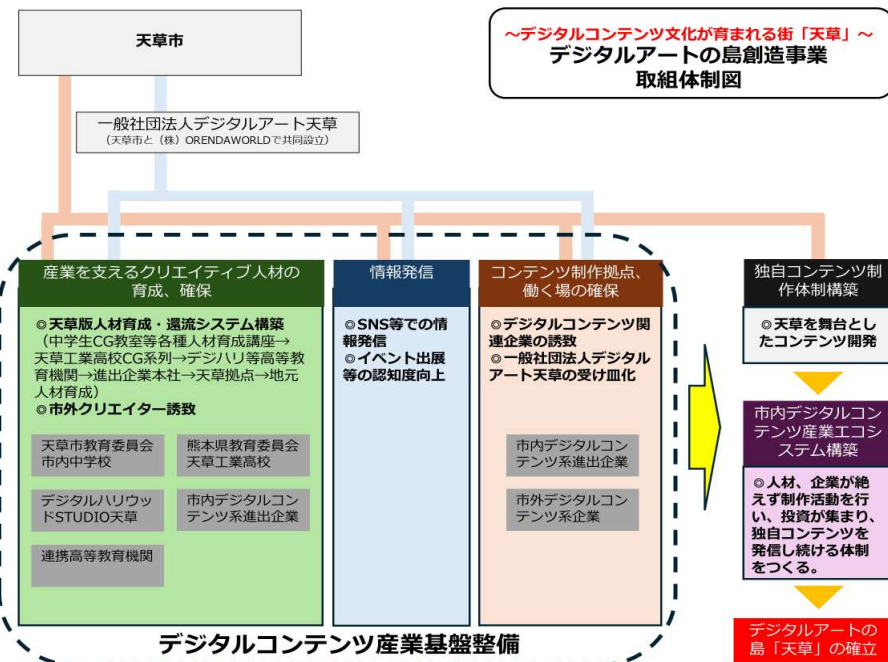 天草市
~デジタルコンテンツ文化が育まれる街「天草」~
デジタルアートの島創造事業
取組体制図
一般社団法人デジタルアート天草
（天草市と（株）ORENDAWORLDで共同設立）
産業を支えるクリエイティブ人材の
育成、確保
◎天草版人材育成・還流システム構築
（中学生CG教室等各種人材育成講座→
天草工業高校CG系列→デジハリ等高等教
育機関→進出企業本社→天草拠点→地元
人材育成）
◎市外クリエイター誘致
天草市教育委員会
市内中学校
熊本県教育委員会
天草工業高校
デジタルハリウッ
ドSTUDIO天草
市内デジタルコン
テンツ系進出企業
連携高等教育機関
情報発信
◎SNS等での情
報発信
◎イベント出展
等の認知度向上
コンテンツ制作拠点、
働く場の確保
◎デジタルコンテンツ関
連企業の誘致
◎一般社団法人デジタル
アート天草の受け皿化
市内デジタルコン
テンツ系進出企業
市外デジタルコン
テンツ系企業
デジタルコンテンツ産業基盤整備
独自コンテンツ制
作体制構築
◎天草を舞台とし
たコンテンツ開発
市内デジタルコン
テンツ産業エコシ
ステム構築
◎人材、企業が絶
えず制作活動を行
い、投資が集まり、
独自コンテンツを
発信し続ける体制
をつくる。
デジタルアートの
島「天草」の確立